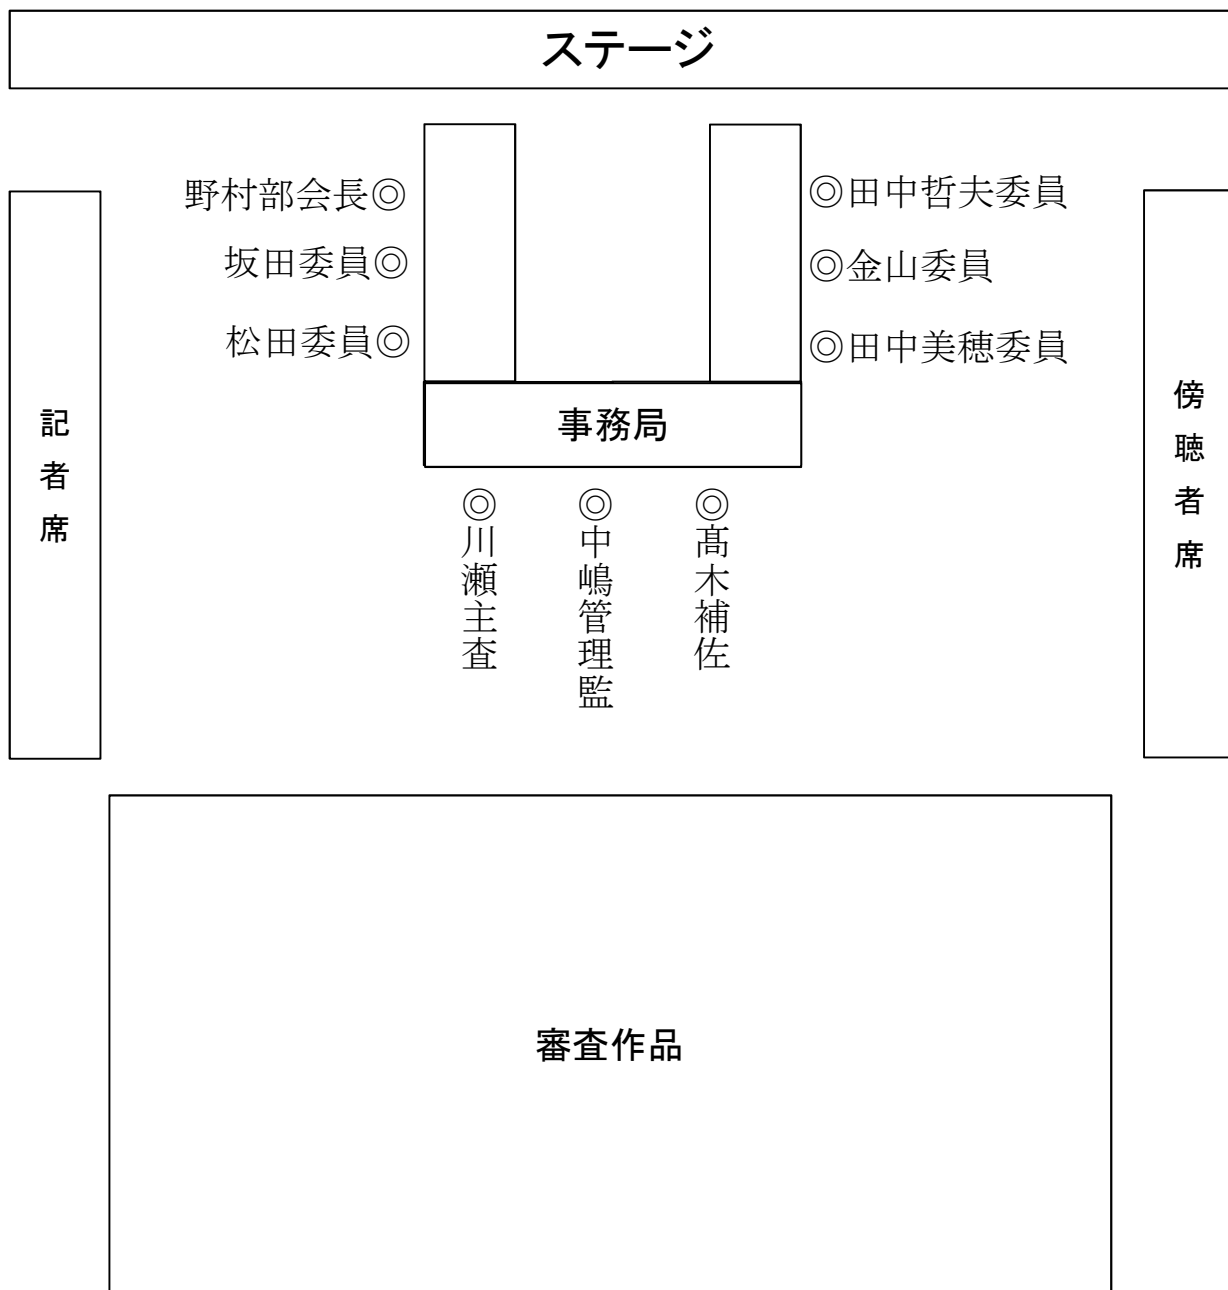 ステージ
野村部会長◎
◎田中哲夫委員
坂田委員◎
◎金山委員
松田委員◎
◎田中美穂委員
記者席
事務局
傍聴者席
◎川瀬主査
◎中嶋管理監
◎髙木補佐
審査作品